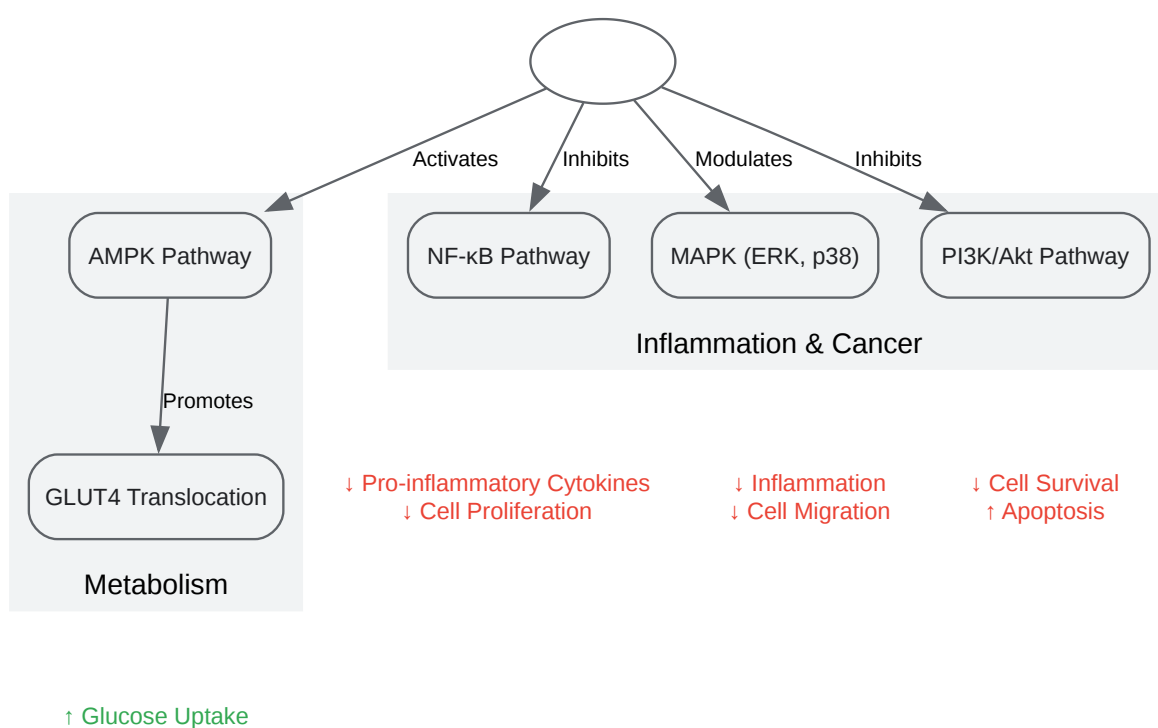 Activates
Inhibits
Modulates
Inhibits
AMPK Pathway
NF-κB Pathway
MAPK (ERK, p38)
PI3K/Akt Pathway
Inflammation & Cancer
Promotes
GLUT4 Translocation
↓ Pro-inflammatory Cytokines
↓ Cell Proliferation
↓ Inflammation
↓ Cell Migration
↓ Cell Survival
↑ Apoptosis
Metabolism
↑ Glucose Uptake